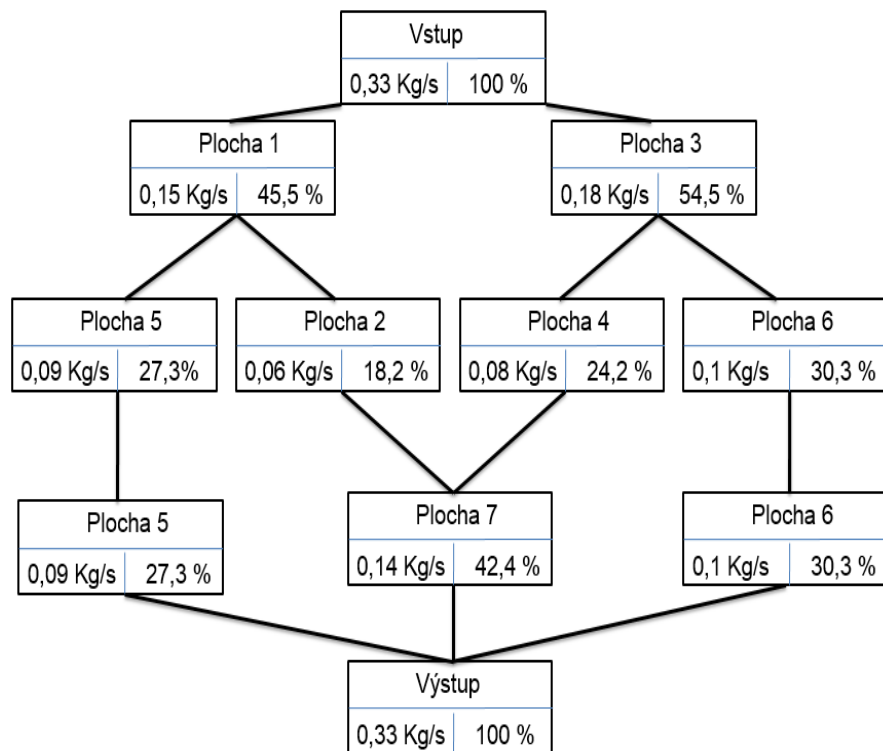 Vstup
0,33 Kg/s 100 %
Plocha 1 Plocha 3
0,15 Kg/s 45,5 % 0,18 Kg/s 54,5 %
Plocha 5 Plocha 2 Plocha 4 Plocha 6
0,09 Kg/s 27,3% 0,06 Kg/s 18,2 % 0,08 Kg/s 24,2 % 0,1 Kg/s 30,3 %
Plocha 5 Plocha 7 Plocha 6
0,09 Kg/s 27,3 % 0,14 Kg/s 42,4 % 0,1 Kg/s 30,3 %
Výstup
0,33 Kg/s 100 %